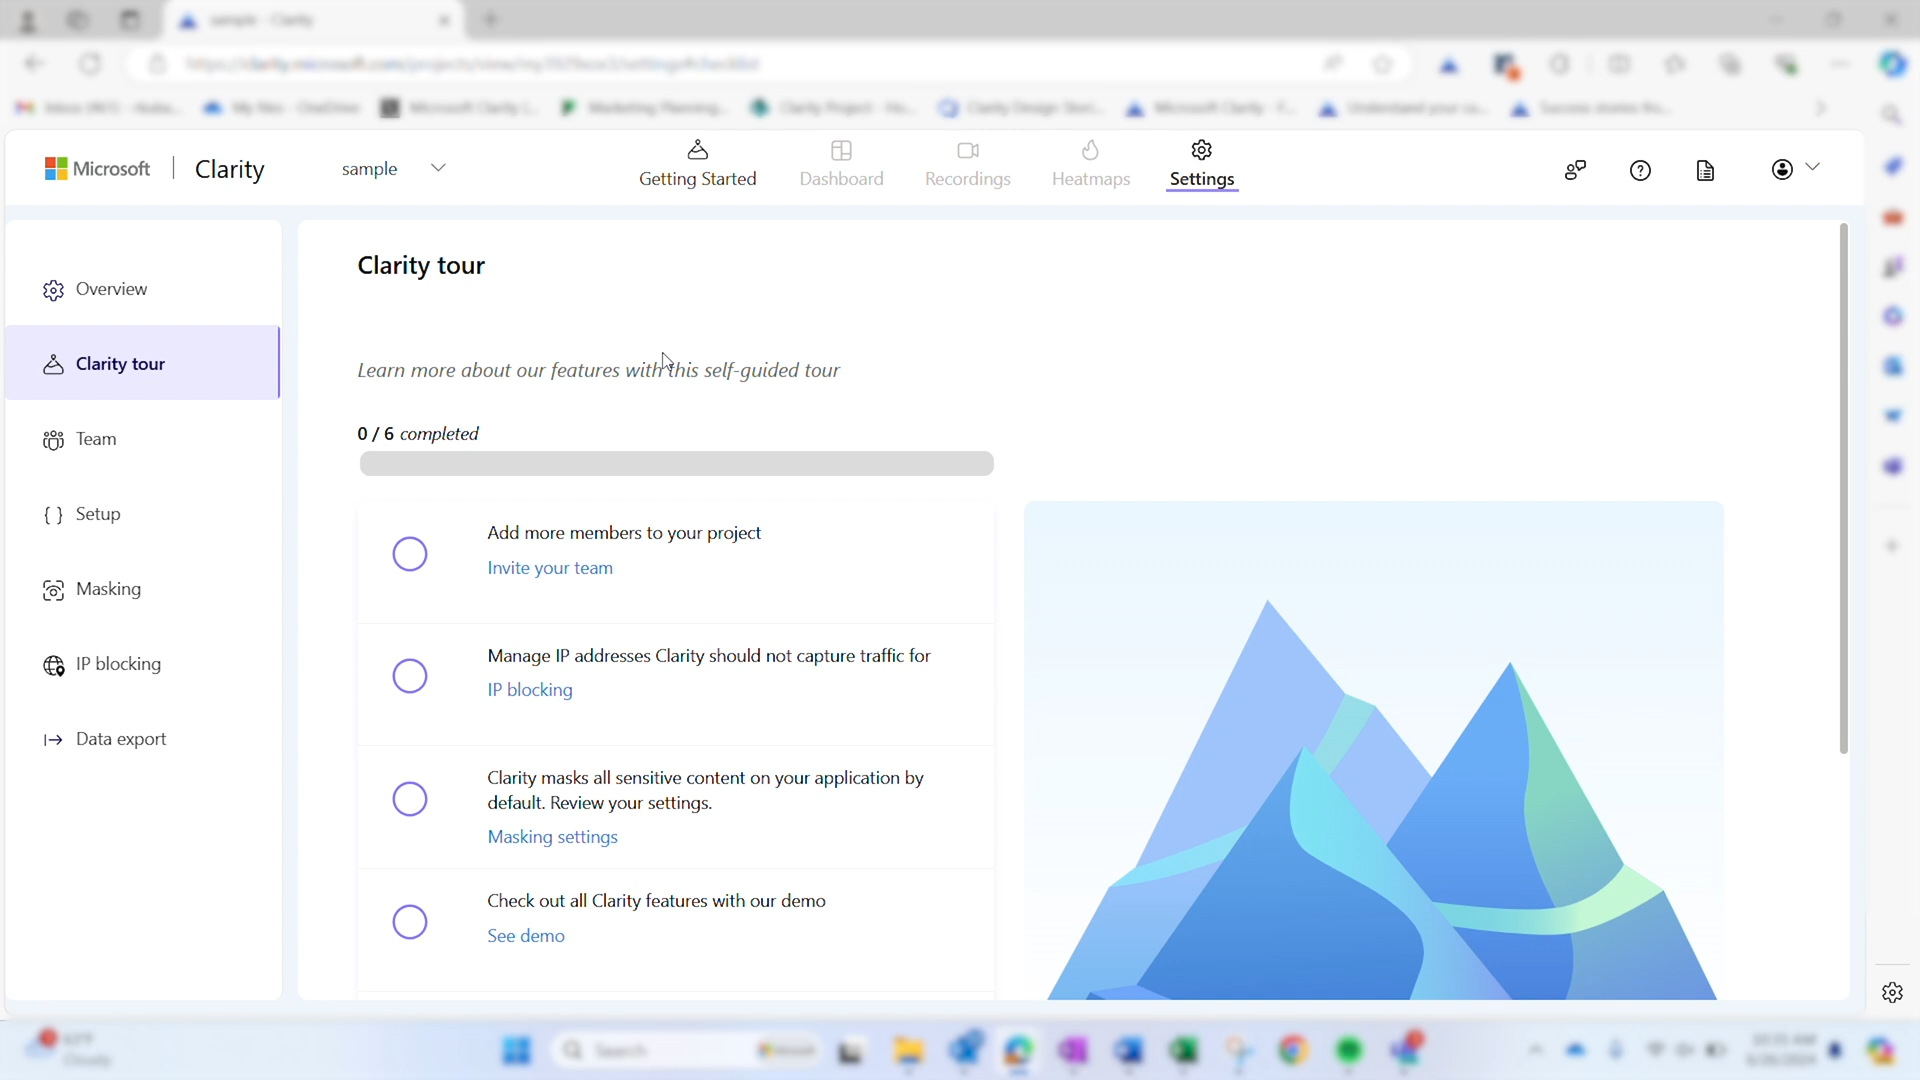 sample - Clarity
Microsoft | Clarity
sample
Getting Started
Dashboard
Recordings
Heatmaps
Settings
Overview
Clarity tour
Team
Setup
Masking
IP blocking
Data export
Clarity tour
Learn more about our features with this self-guided tour
0 / 6 completed
Add more members to your project
Invite your team
Manage IP addresses Clarity should not capture traffic for
IP blocking
Clarity masks all sensitive content on your application by
default. Review your settings.
Masking settings
Check out all Clarity features with our demo
See demo
Cloudy
Search